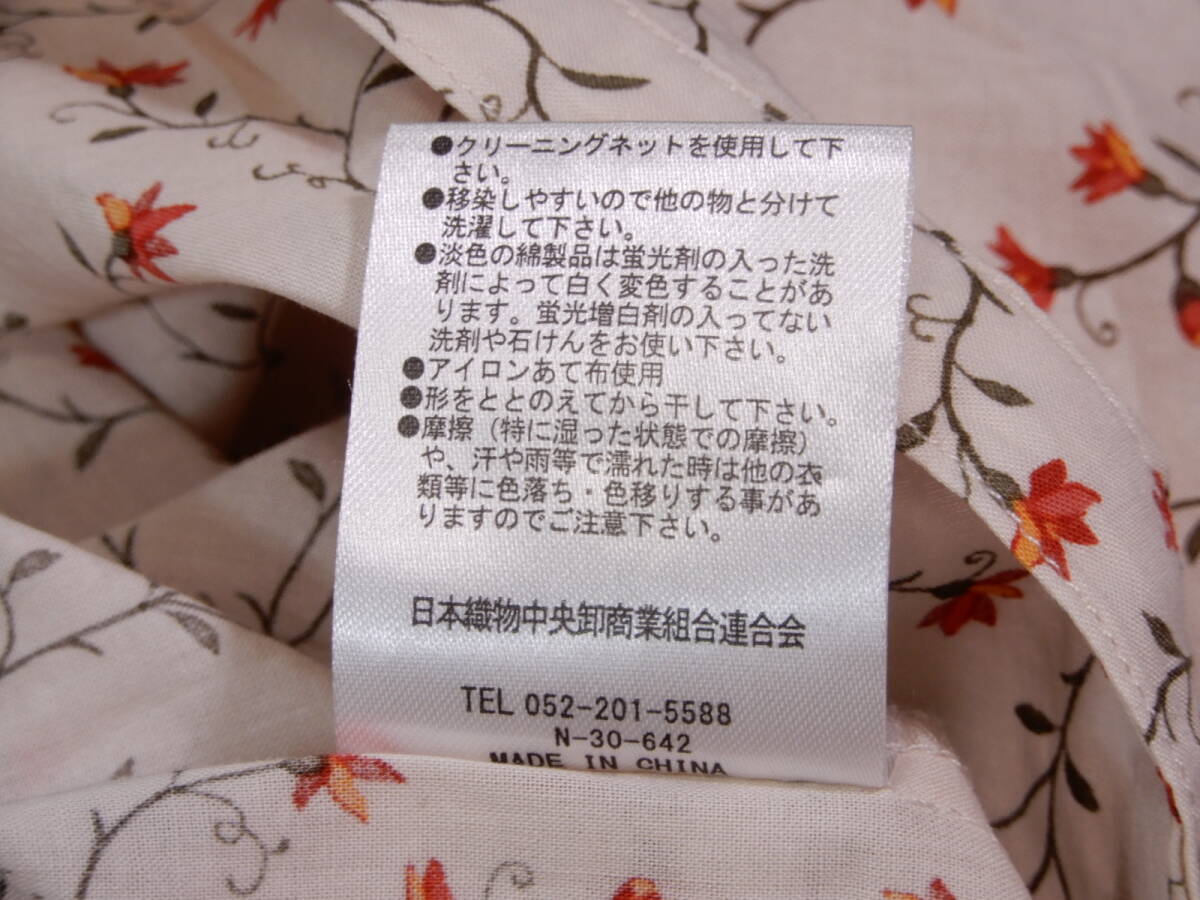 ●クリーニングネットを使用して下
さい。
●移染しやすいので他の物と分けて
洗濯して下さい。
●淡色の綿製品は蛍光剤の入った洗
剤によって白く変色することがあ
ります。蛍光増白剤の入ってない
洗剤や石けんをお使い下さい。
●アイロンあて布使用
●形をととのえてから干して下さい。
●摩擦（特に湿った状態での摩擦）
や、汗や雨等で濡れた時は他の衣
類等に色落ち・色移りする事があ
りますのでご注意下さい。
日本織物中央卸商業組合連合会
TEL 052-201-5588
N-30-642
MADE IN CHINA